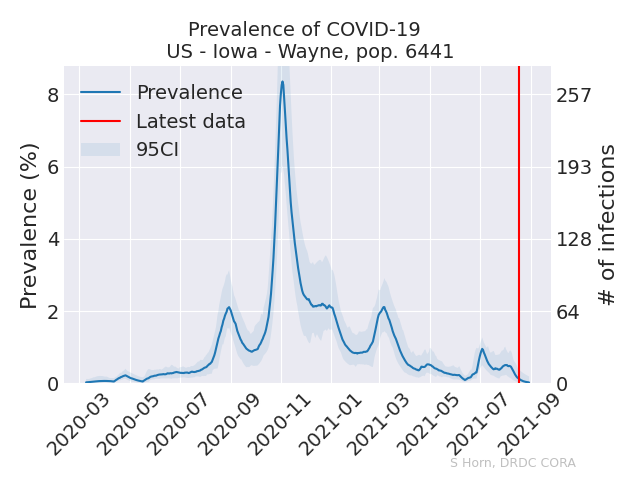 Prevalence of COVID-19
US - Iowa - Wayne, pop. 6441
Prevalence
Latest data
95CI
Prevalence (%)
8
6
4
2
0
257
193
128
64
0
# of infections
2020-03
2020-05
2020-07
2020-09
2020-11
2021-01
2021-03
2021-05
2021-07
2021-09
S Horn, DRDC CORA